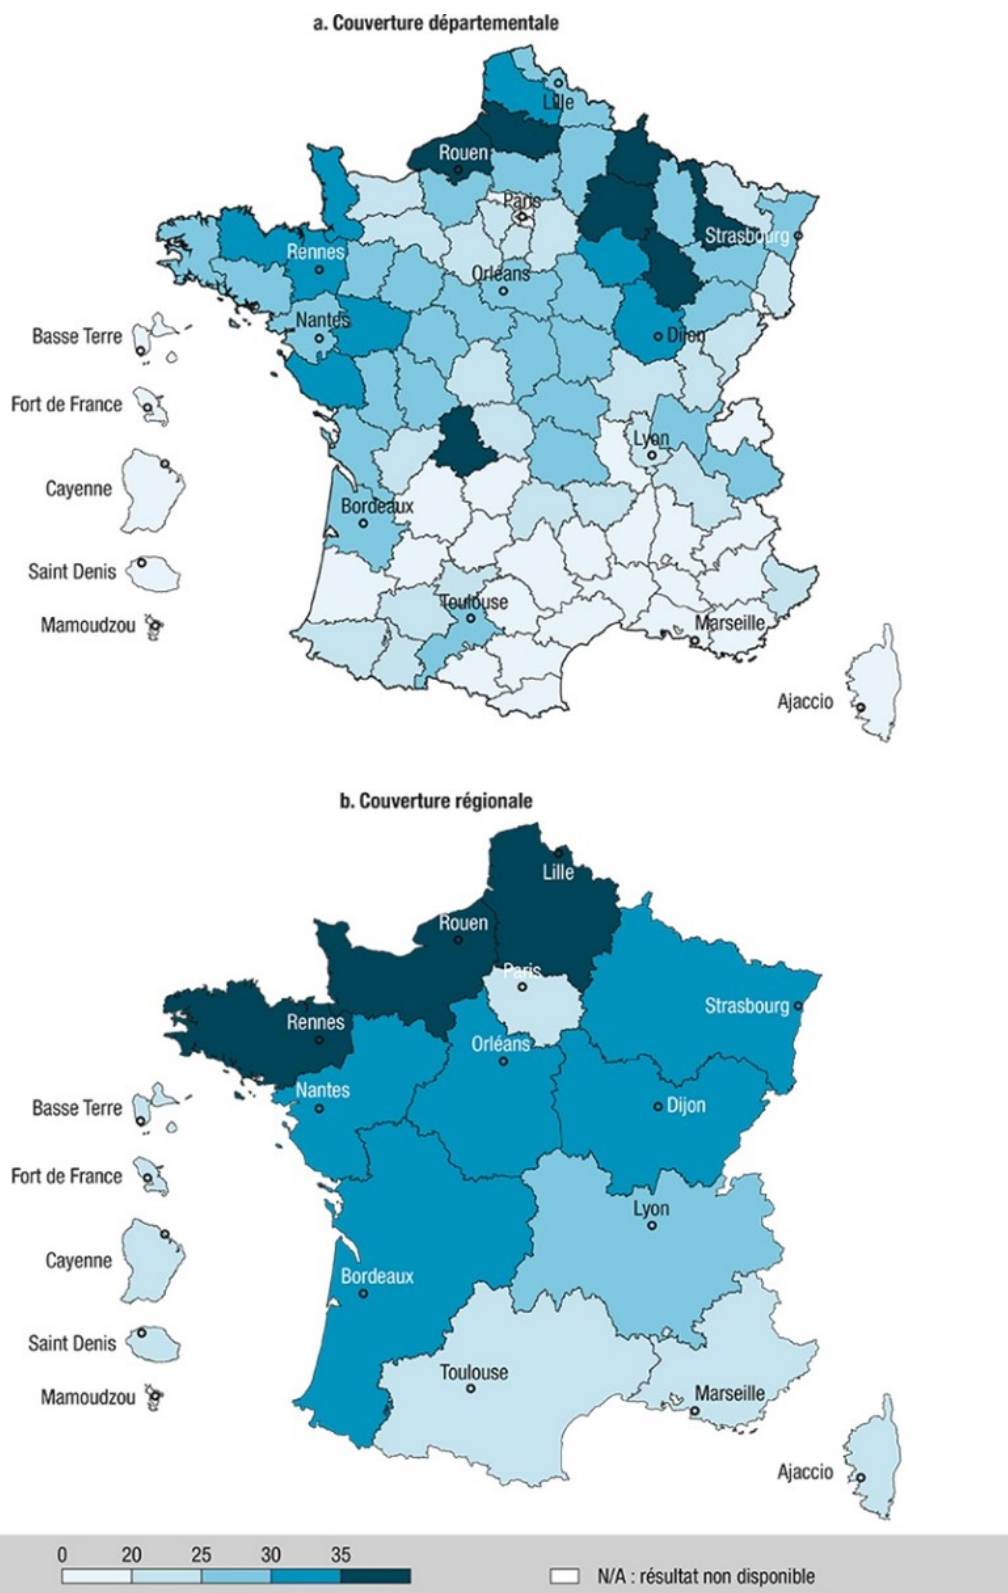 a. Couverture départementale
Lille
Rouen
Paris
Strasbourg
Rennes
Orléans
Nantes
Dijon
Basse Terre
Fort de France
Lyon
Cayenne
Bordeaux
Saint Denis
Toulouse
Mamoudzou
Marseille
Ajaccio
b. Couverture régionale
Lille
Rouen
Paris
Strasbourg
Rennes
Orléans
Nantes
Dijon
Basse Terre
Fort de France
Lyon
Cayenne
Bordeaux
Saint Denis
Toulouse
Mamoudzou
Marseille
Ajaccio
0 20 25 30 35
N/A : résultat non disponible